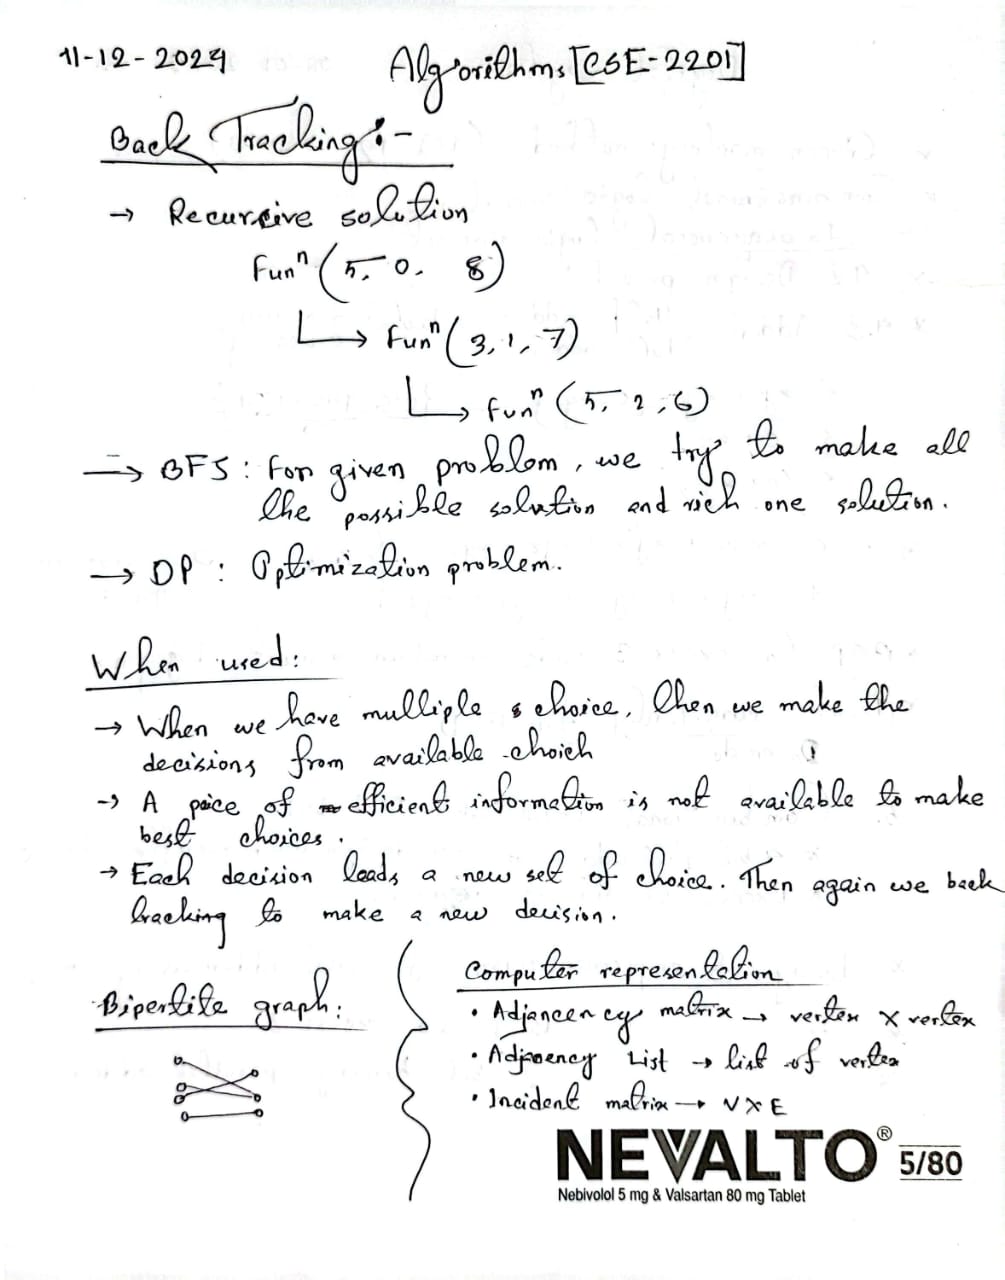 11-12-2024 Algorithms [CSE-2201]
Back Tracking:-
→ Recursive solution
Funⁿ (5, 0, 8)
↳ Funⁿ (3, 1, 7)
↳ Funⁿ (5, 2, 6)
→ BFS : For given problem, we try to make all
the possible solution and rich one solution.
→ DP : Optimization problem.
When used:
→ When we have multiple choice, then we make the
decisions from available choich
→ A paice of efficient information is not available to make
best choices.
→ Each decision leads a new set of choice. Then again we back
tracking to make a new decision.
Bipertite graph:
Computer representation
• Adjancency matrix → vertex X vertex
• Adjacency List → list of vertex
• Incident matrix → V X E
NEVALTO® 5/80
Nebivolol 5 mg & Valsartan 80 mg Tablet